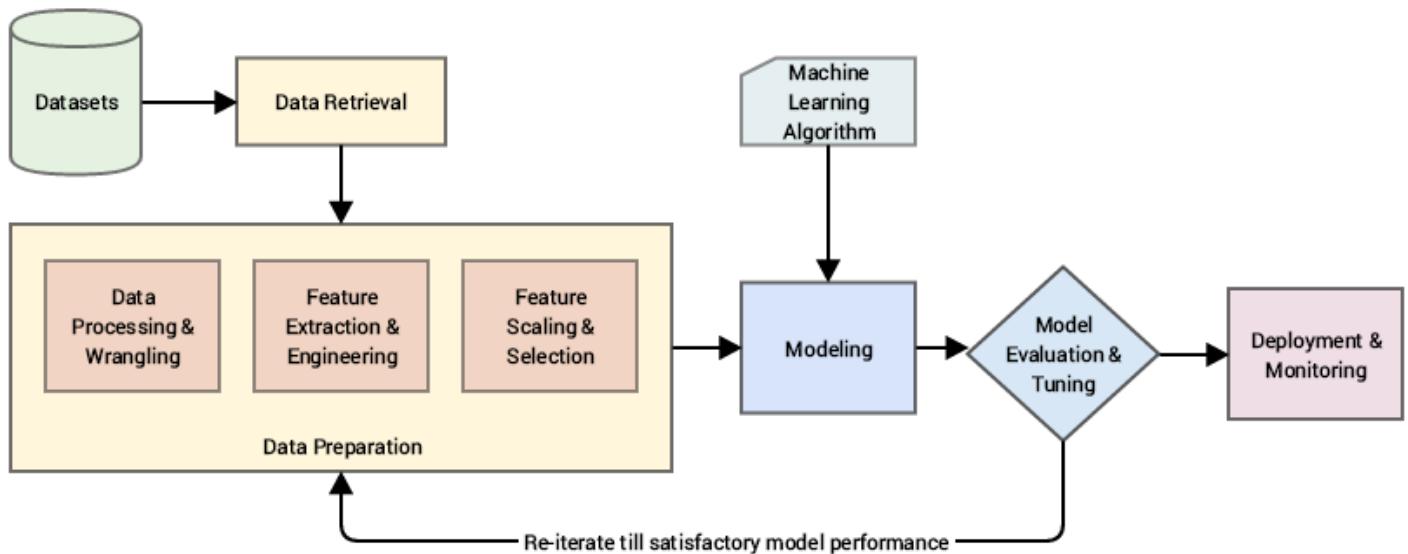 Datasets
Data Retrieval
Machine
Learning
Algorithm
Data
Processing &
Wrangling
Feature
Extraction &
Engineering
Feature
Scaling &
Selection
Data Preparation
Modeling
Model
Evaluation &
Tuning
Deployment &
Monitoring
Re-iterate till satisfactory model performance